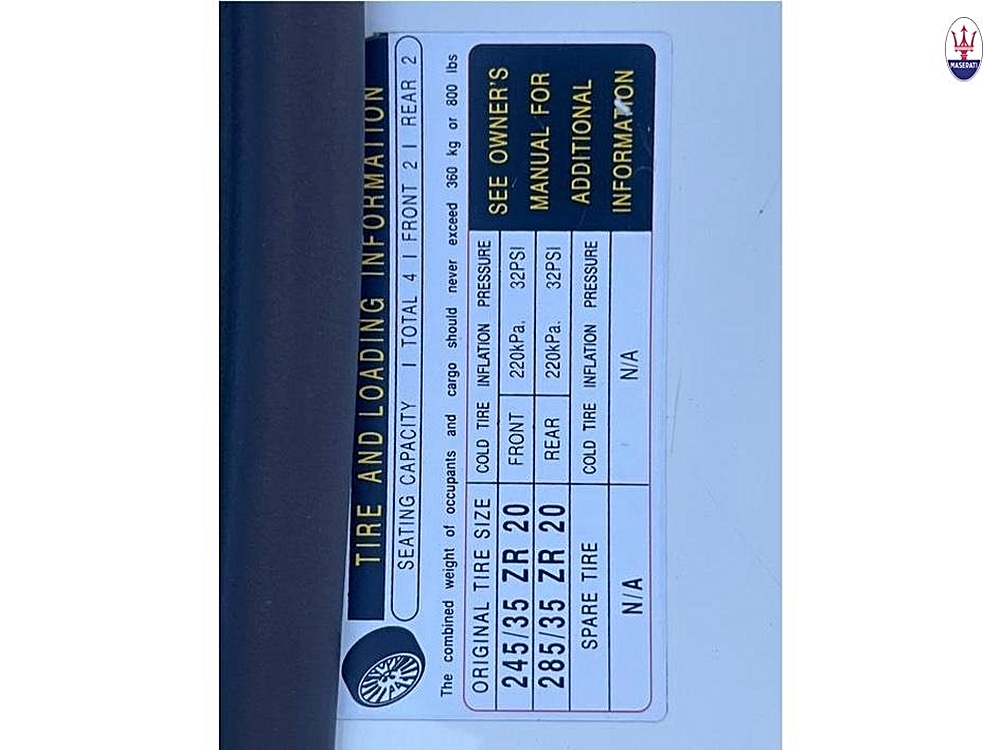 TIRE AND LOADING INFORMATION
SEATING CAPACITY I TOTAL 4 I FRONT 2 I REAR 2
The combined weight of occupants and cargo should never exceed 360 kg or 800 lbs
ORIGINAL TIRE SIZE COLD TIRE INFLATION PRESSURE
245/35 ZR 20 FRONT 220kPa. 32PSI
285/35 ZR 20 REAR 220kPa. 32PSI
SPARE TIRE COLD TIRE INFLATION PRESSURE
N/A N/A
SEE OWNER'S
MANUAL FOR
ADDITIONAL
INFORMATION
MASERATI